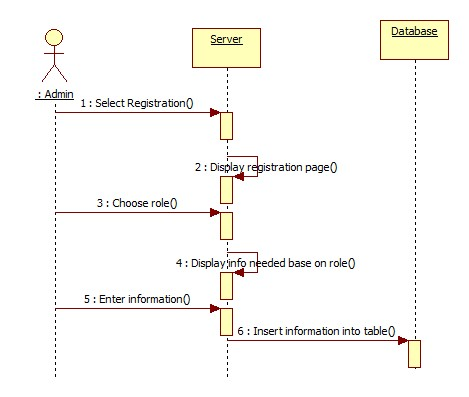 Database
Server
: Admin
1 : Select Registration()
2 : Display registration page()
3 : Choose role()
4 : Display info needed base on role()
5 : Enter information()
6 : Insert information into table()